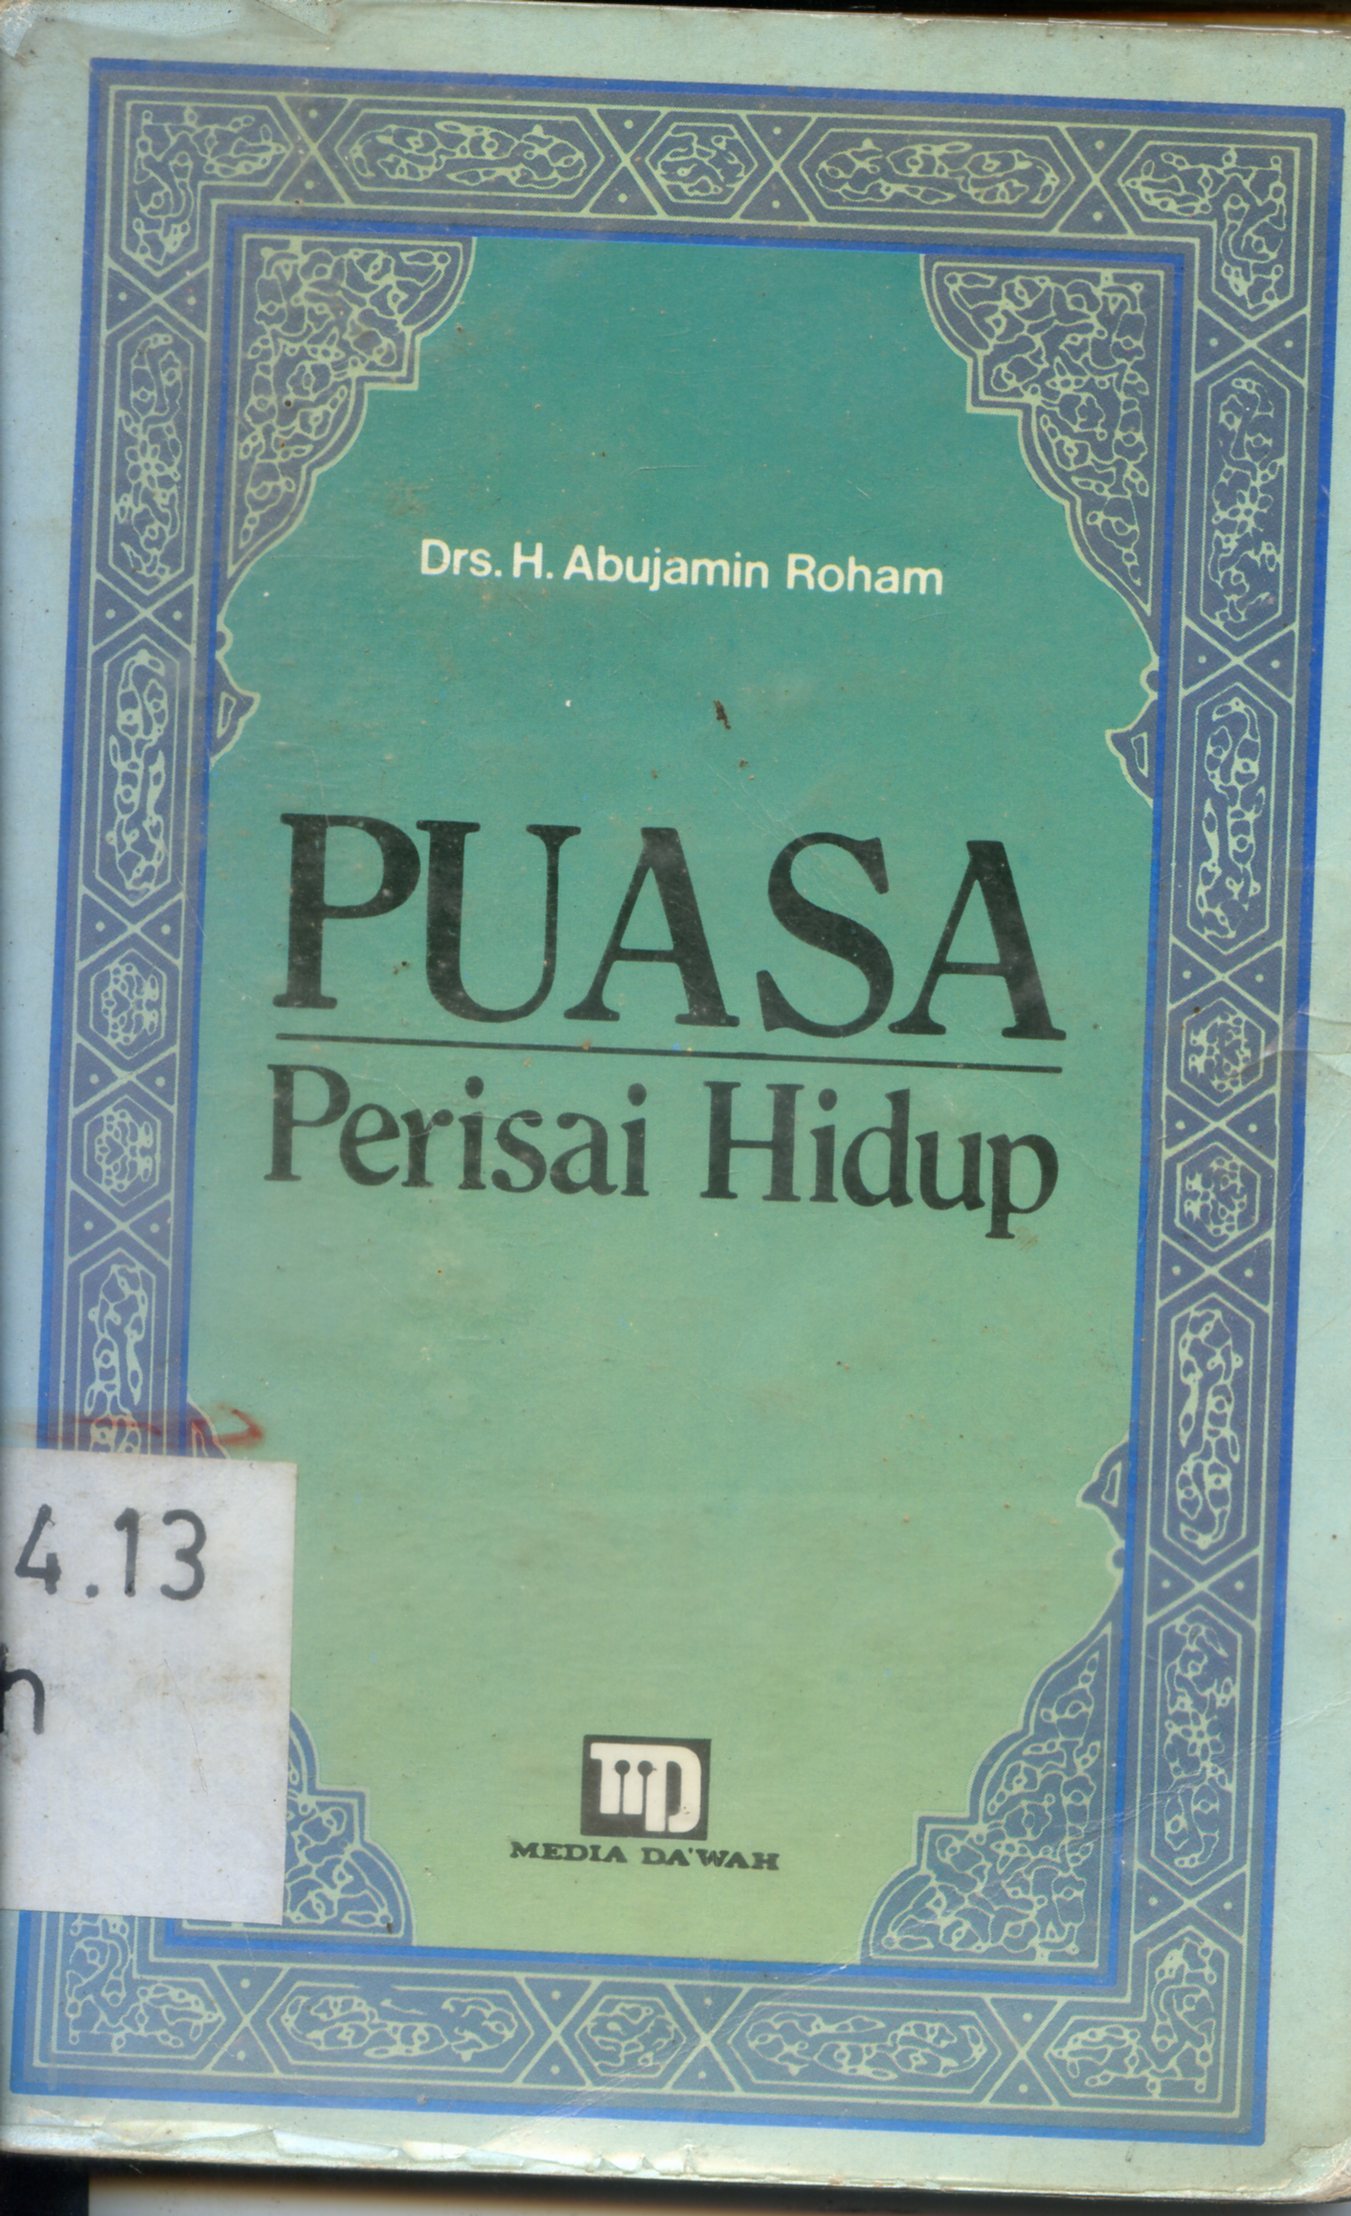 Drs. H. Abujamin Roham
PUASA
Perisai Hidup
4.13
n
MEDIA DA'WAH